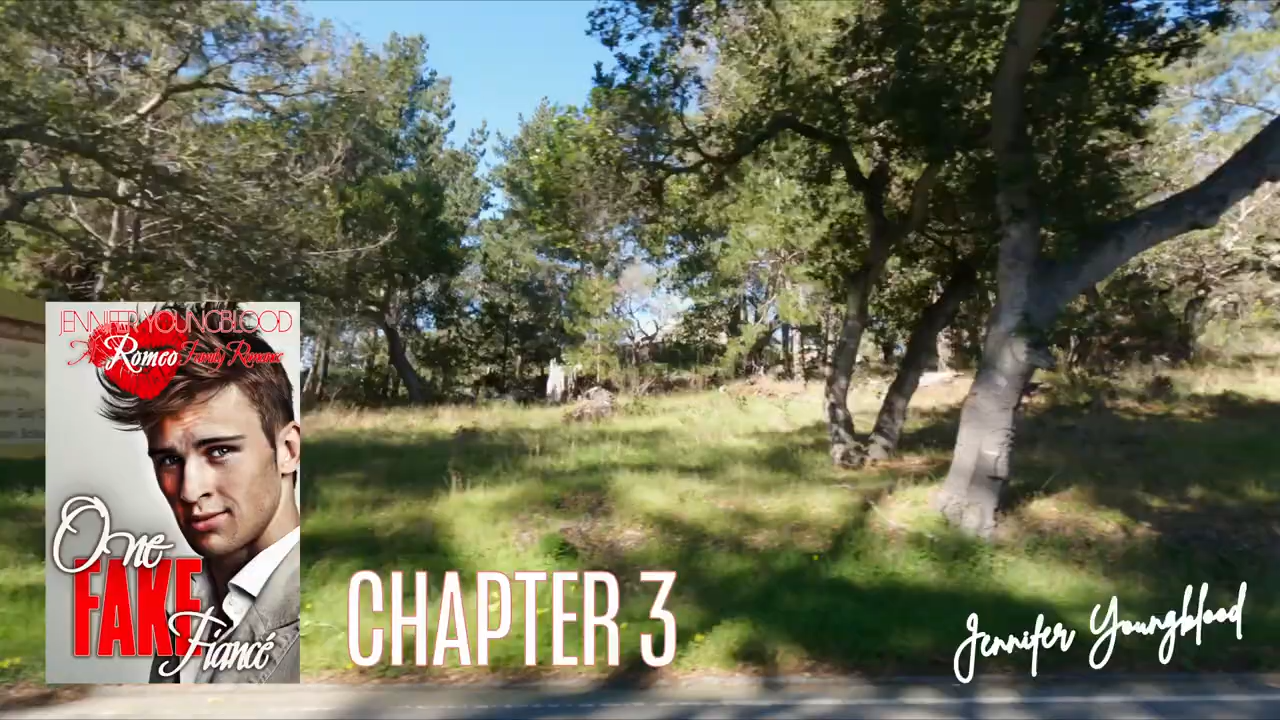 JENNIFER YOUNGBLOOD
A Romeo Family Romance
One
FAKE
Fiancé
CHAPTER 3
Jennifer Youngblood